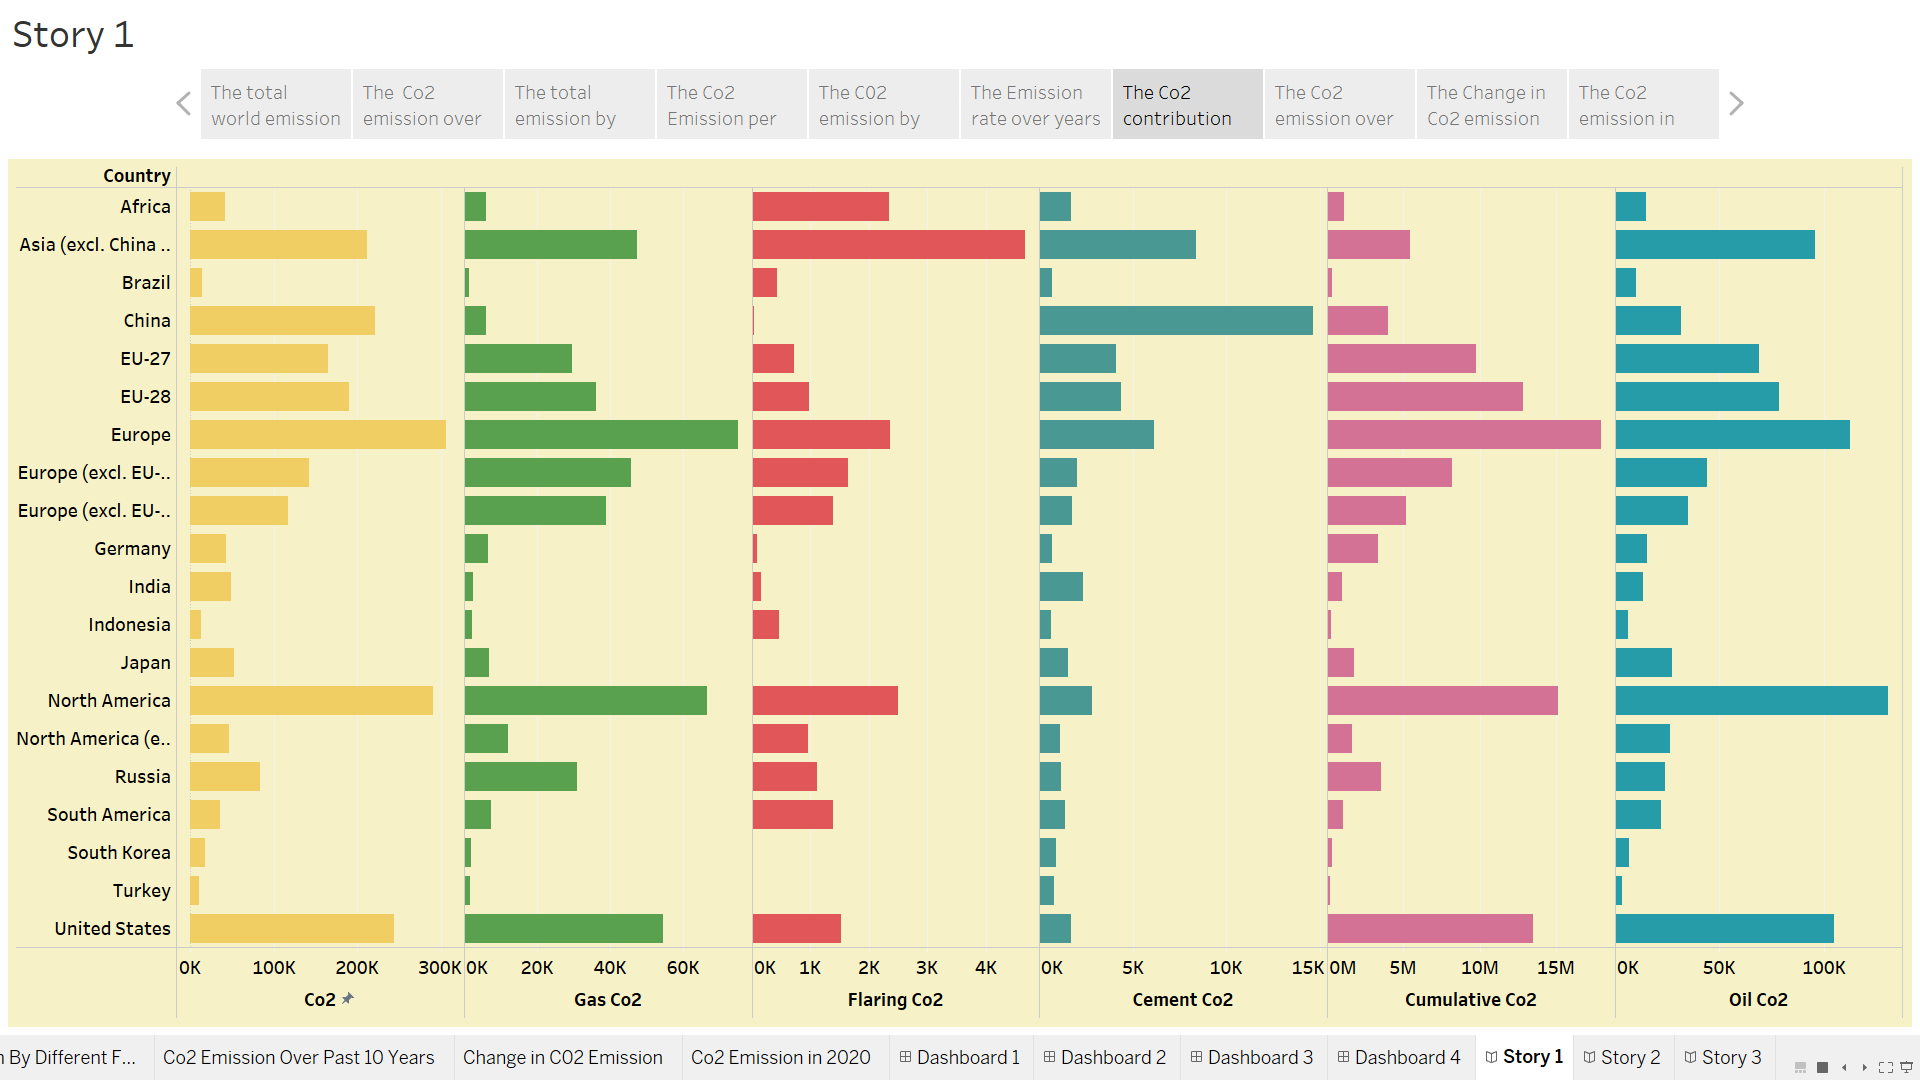 Story 1
The total
world emission
The  Co2
emission over
The total
emission by
The Co2
Emission per
The C02
emission by
The Emission
rate over years
The Co2
contribution
The Co2
emission over
The Change in
Co2 emission
The Co2
emission in
Country
Africa
Asia (excl. China ..
Brazil
China
EU-27
EU-28
Europe
Europe (excl. EU-..
Europe (excl. EU-..
Germany
India
Indonesia
Japan
North America
North America (e..
Russia
South America
South Korea
Turkey
United States
0K 100K 200K 300K 0K 20K 40K 60K 0K 1K 2K 3K 4K 0K 5K 10K 15K 0M 5M 10M 15M 0K 50K 100K
Co2 Gas Co2 Flaring Co2 Cement Co2 Cumulative Co2 Oil Co2
n By Different F... Co2 Emission Over Past 10 Years Change in C02 Emission Co2 Emission in 2020 Dashboard 1 Dashboard 2 Dashboard 3 Dashboard 4 Story 1 Story 2 Story 3